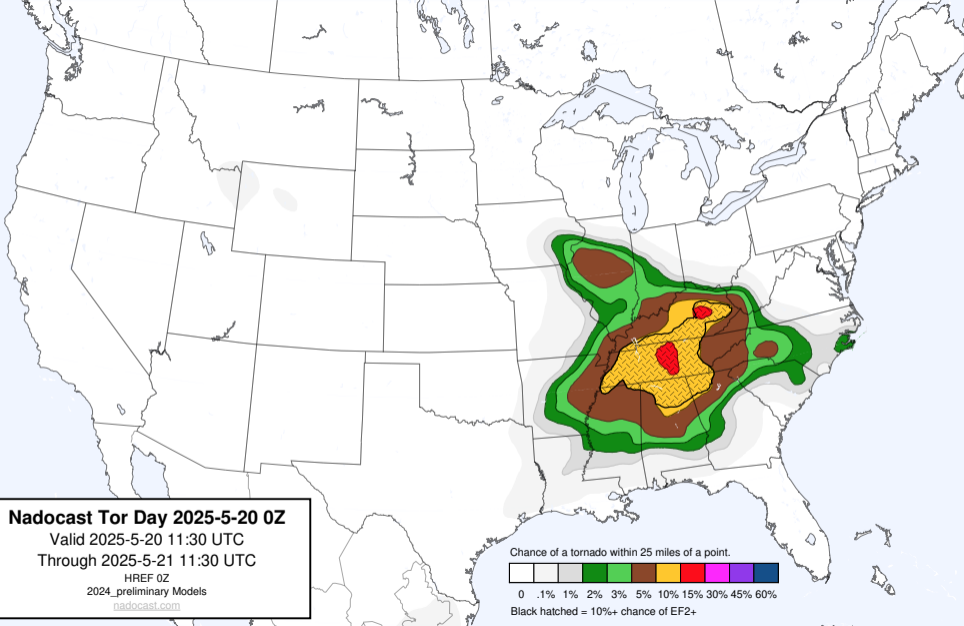 Nadocast Tor Day 2025-5-20 0Z
Valid 2025-5-20 11:30 UTC
Through 2025-5-21 11:30 UTC
HREF 0Z
2024_preliminary Models
nadocast.com
Chance of a tornado within 25 miles of a point.
0 .1% 1% 2% 3% 5% 10% 15% 30% 45% 60%
Black hatched = 10%+ chance of EF2+